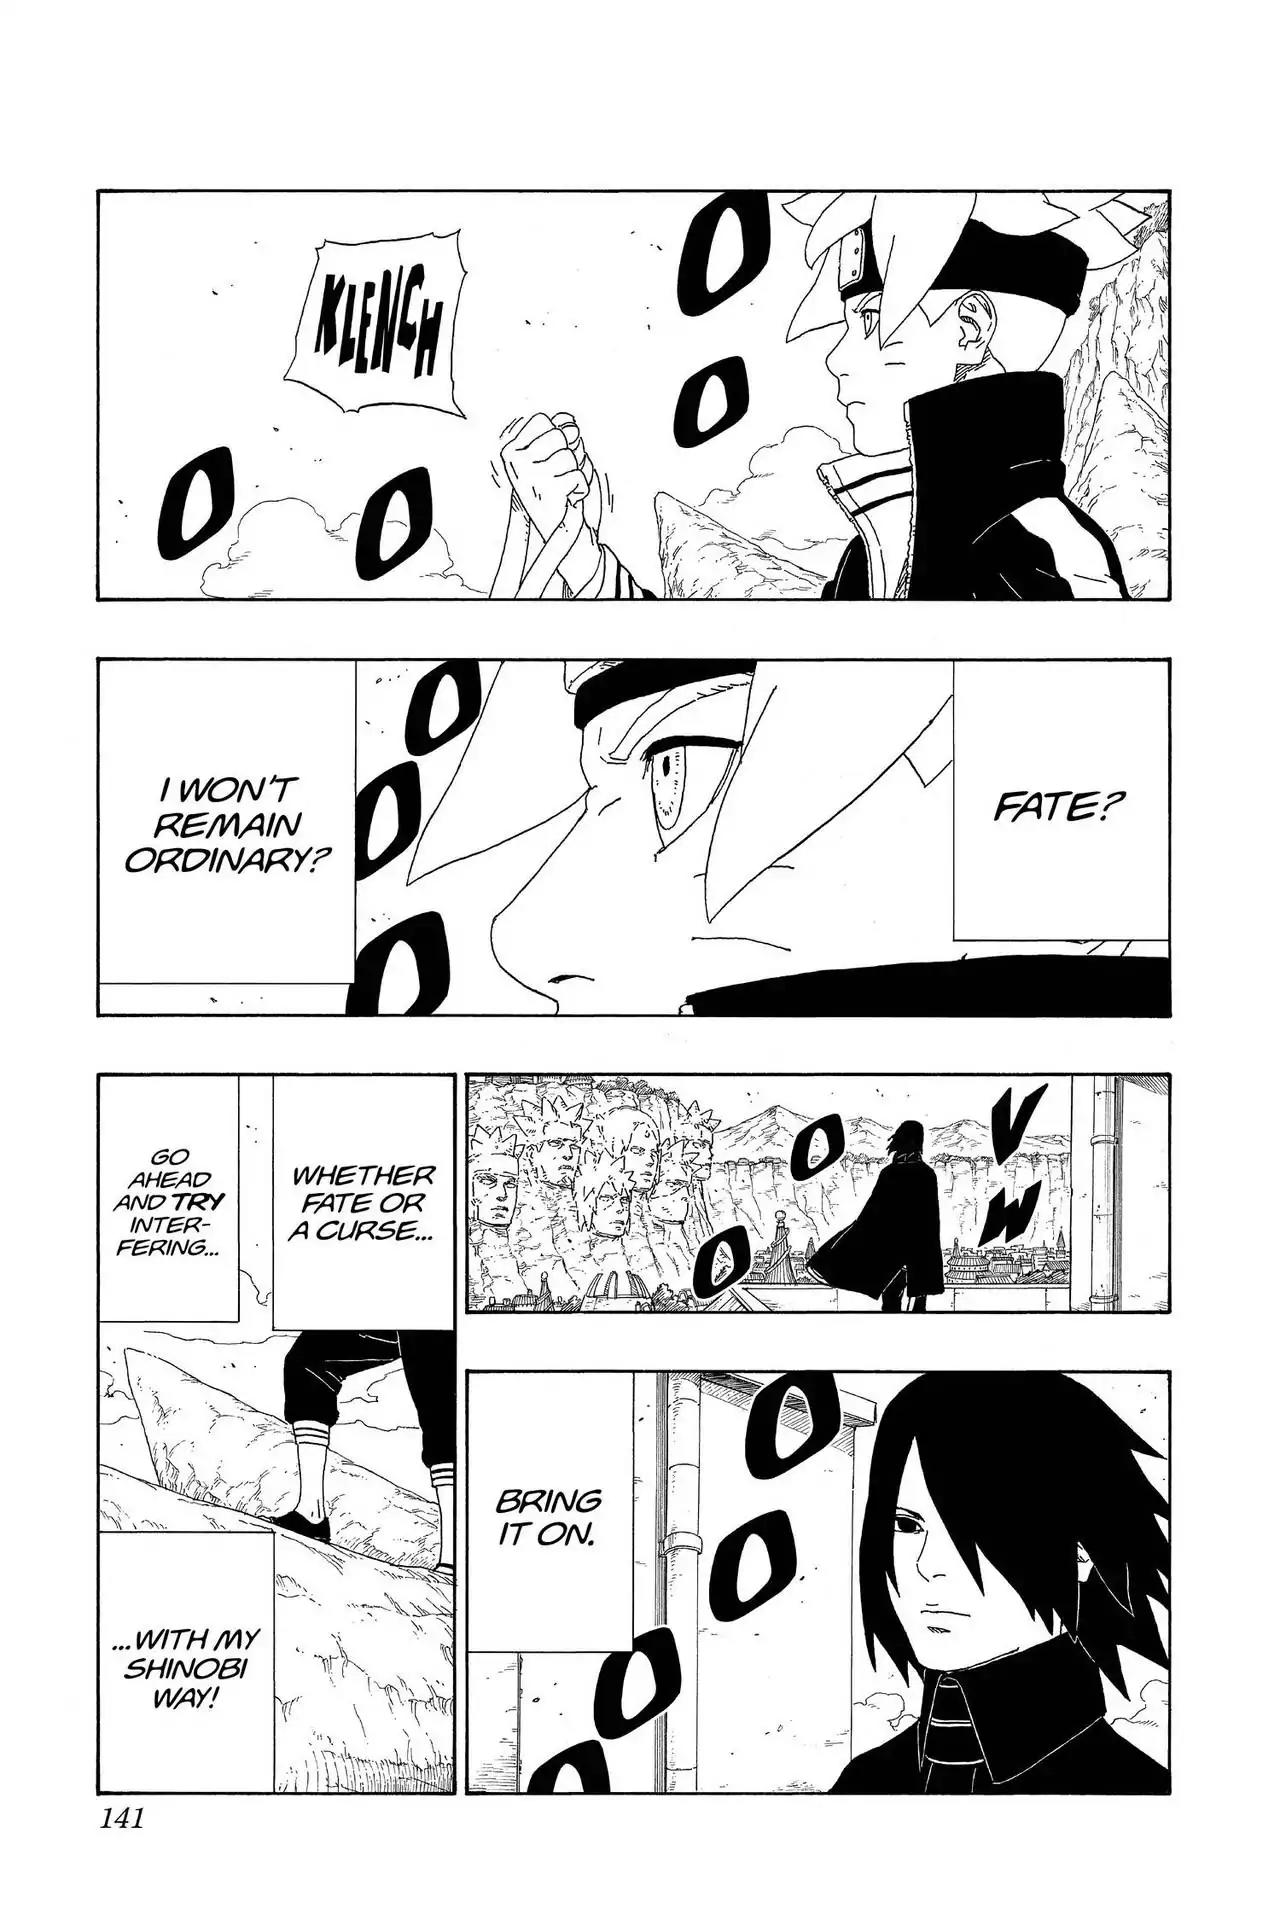 O
O
KLENCH
O
O
FATE?
I WON'T
REMAIN
ORDINARY?
O
O
O
V
W
O
O
O
O
O
O
BRING
IT ON.
WHETHER
FATE OR
A CURSE...
GO
AHEAD
AND TRY
INTER-
FERING...
...WITH MY
SHINOBI
WAY!
141